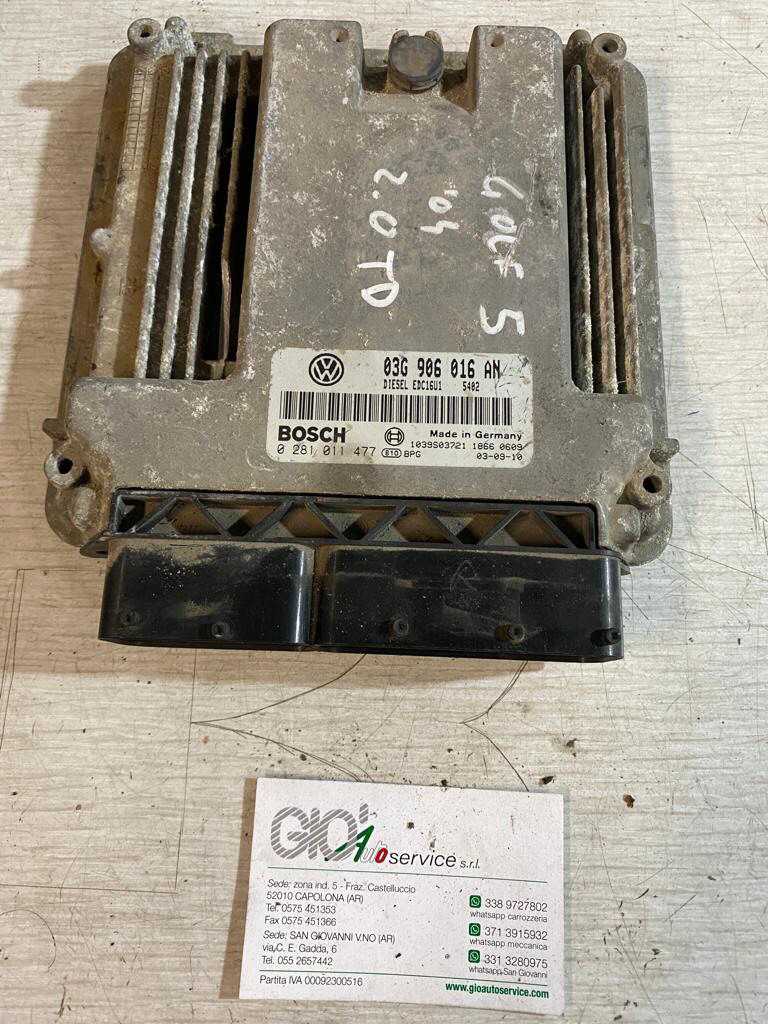 GOLF 5
'04
2.0 TD
03G 906 016 AN
DIESEL EDC16U1 5402
BOSCH
Made in Germany
1039S03721 1866 0609
0 281 011 477 e10 BPG 03-09-10
GIO' Autoservice s.r.l.
Sede: zona ind. 5 - Fraz. Castelluccio
52010 CAPOLONA (AR)
Tel. 0575 451353
Fax 0575 451366
Sede: SAN GIOVANNI V.NO (AR)
via C. E. Gadda, 6
Tel. 055 2657442
Partita IVA 00092300516
338 9727802
whatsapp carrozzeria
371 3915932
whatsapp meccanica
331 3280975
whatsapp San Giovanni
www.gioautoservice.com